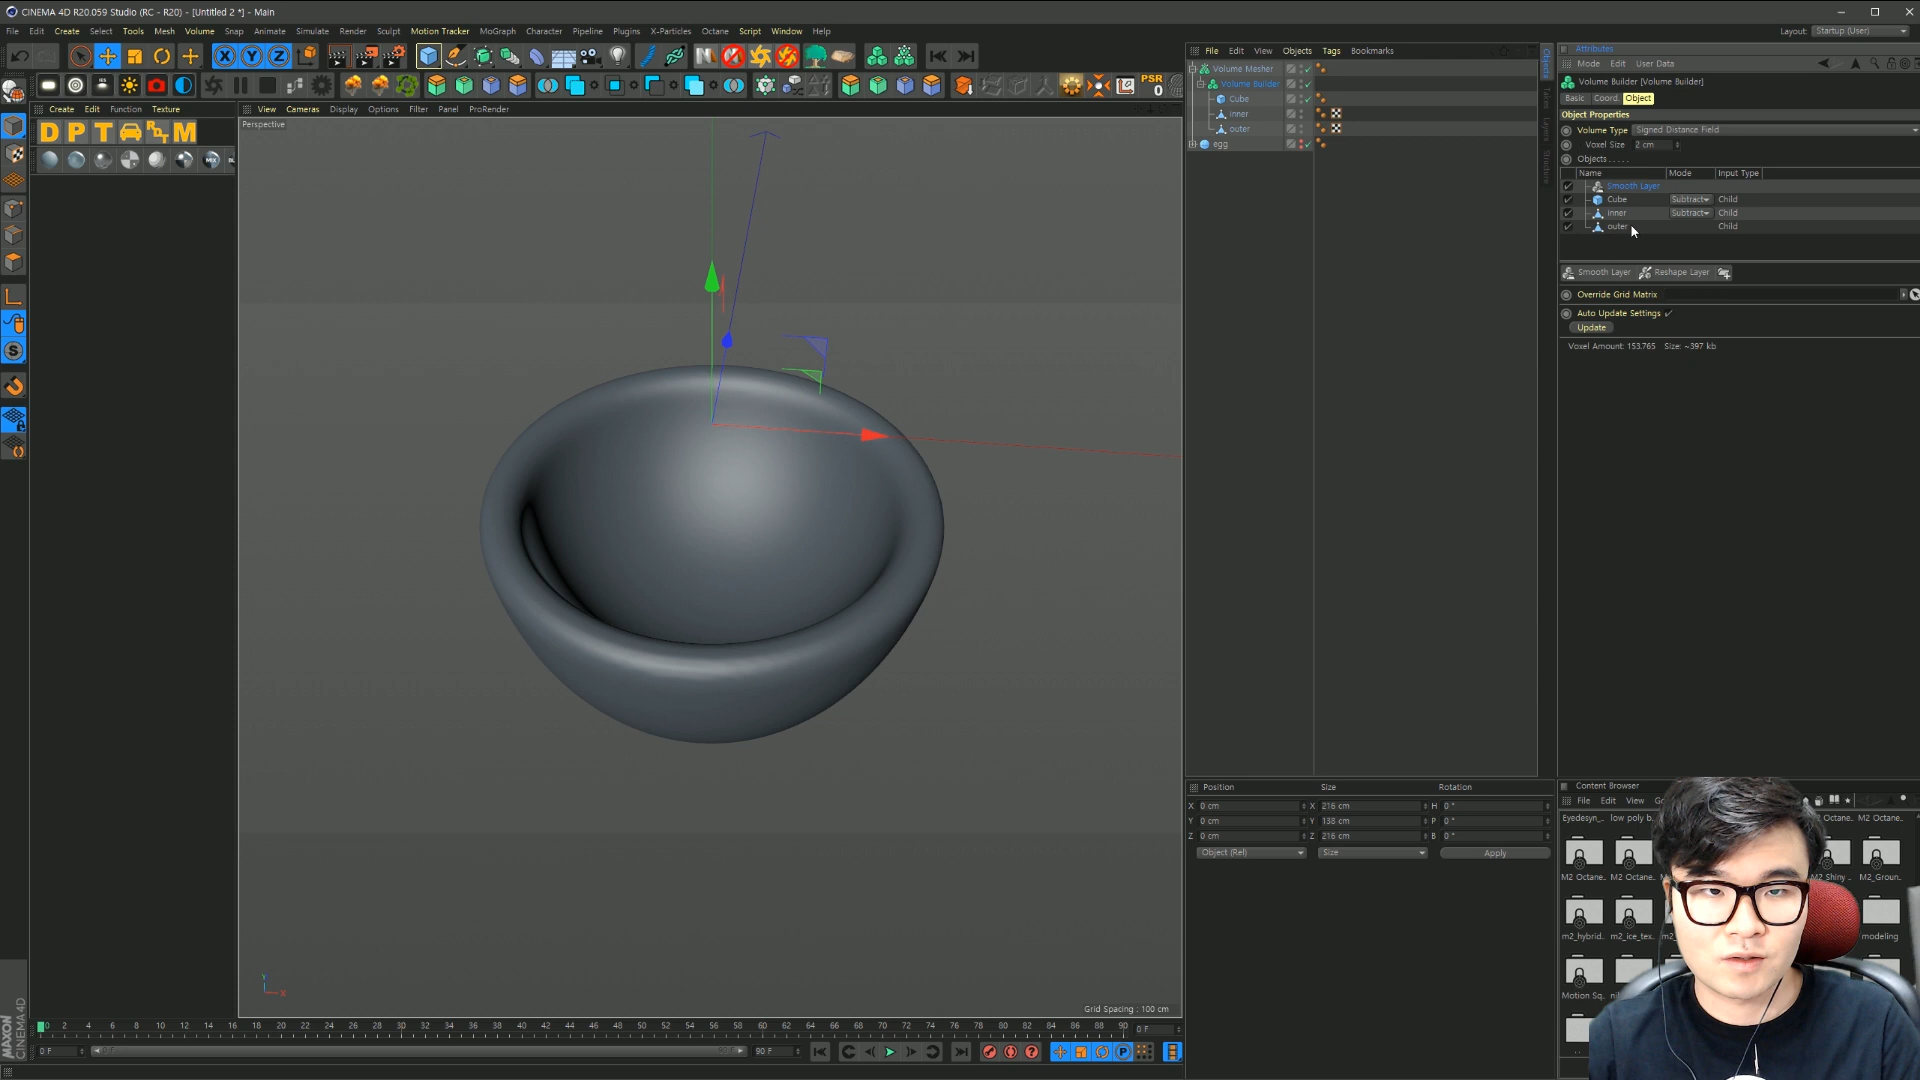 CINEMA 4D R20.059 Studio (RC - R20) - [Untitled 2 *] - Main
File Edit Create Select Tools Mesh Volume Snap Animate Simulate Render Sculpt Motion Tracker MoGraph Character Pipeline Plugins X-Particles Octane Script Window Help
Layout: Startup (User)
X Y Z
PSR
0
Create Edit Function Texture
D P T M
View Cameras Display Options Filter Panel ProRender
Perspective
Grid Spacing : 100 cm
File Edit View Objects Tags Bookmarks
Volume Mesher
Volume Builder
Cube
inner
outer
egg
Attributes
Mode Edit User Data
Volume Builder [Volume Builder]
Basic Coord. Object
Object Properties
Volume Type Signed Distance Field
Voxel Size 2 cm
Objects . . . . .
Name Mode Input Type
Smooth Layer
Cube Subtract Child
inner Subtract Child
outer Child
Smooth Layer Reshape Layer
Override Grid Matrix
Auto Update Settings ✓
Update
Voxel Amount: 153.765 Size: ~397 kb
Position Size Rotation
X 0 cm X 216 cm H 0 °
Y 0 cm Y 138 cm P 0 °
Z 0 cm Z 216 cm B 0 °
Object (Rel) Size Apply
Content Browser
File Edit View
Eyedesyn_.. low poly b.. Octane.. M2 Octane..
M2 Octane.. M2 Octane.. M2 Shiny .. M2_Groun..
m2_hybrid.. m2_ice_tex.. modeling
Motion Sq..
0 2 4 6 8 10 12 14 16 18 20 22 24 26 28 30 32 34 36 38 40 42 44 46 48 50 52 54 56 58 60 62 64 66 68 70 72 74 76 78 80 82 84 86 88 90 0 F
0 F 90 F
MAXON
CINEMA 4D